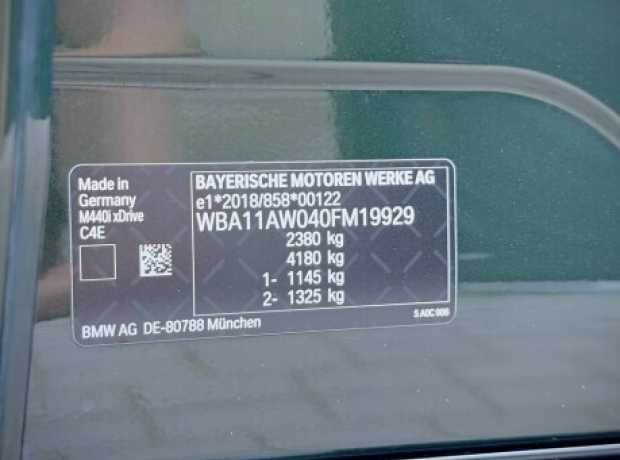 Made in
Germany
M440i xDrive
C4E
BAYERISCHE MOTOREN WERKE AG
e1*2018/858*00122
WBA11AW040FM19929
2380 kg
4180 kg
1- 1145 kg
2- 1325 kg
BMW AG DE-80788 München